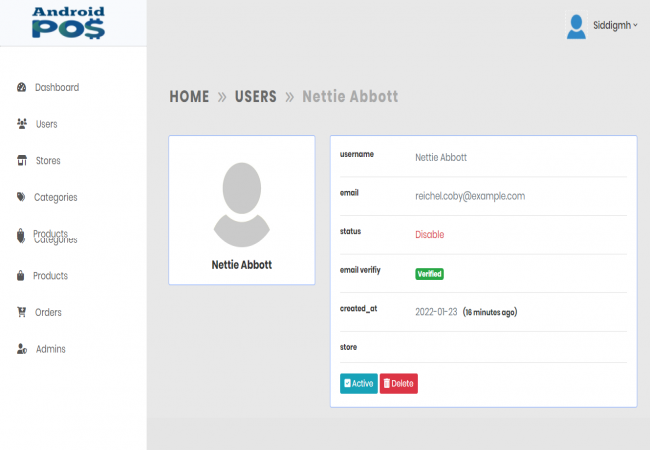 Android
POS
Siddigmh
Dashboard
Users
Stores
Categories
Products
Categories
Products
Orders
Admins
HOME » USERS » Nettie Abbott
Nettie Abbott
username Nettie Abbott
email reichel.coby@example.com
status Disable
email verifiy Verified
created_at 2022-01-23 (16 minutes ago)
store
Active Delete